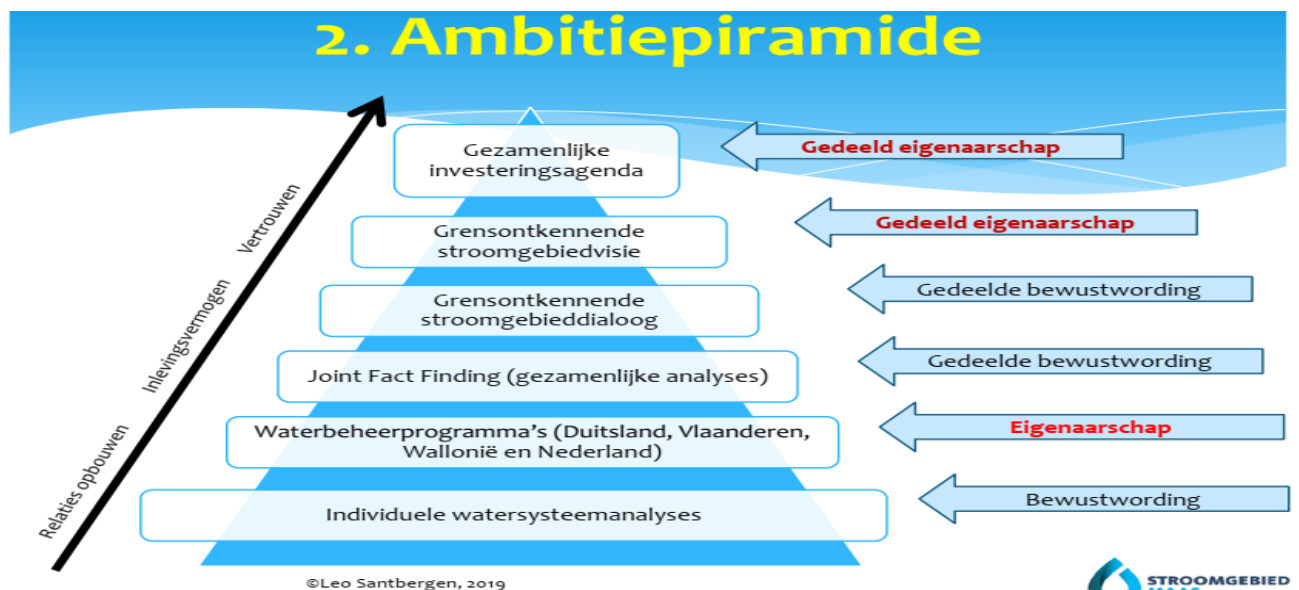 2. Ambitiepiramide
Gezamenlijke
investeringsagenda
Gedeeld eigenaarschap
Grensontkennende
stroomgebiedvisie
Gedeeld eigenaarschap
Grensontkennende
stroomgebieddialoog
Gedeelde bewustwording
Joint Fact Finding (gezamenlijke analyses)
Gedeelde bewustwording
Waterbeheerprogramma's (Duitsland, Vlaanderen,
Wallonië en Nederland)
Eigenaarschap
Individuele watersysteemanalyses
Bewustwording
Relaties opbouwen
Inlevingsvermogen
Vertrouwen
©Leo Santbergen, 2019
STROOMGEBIED